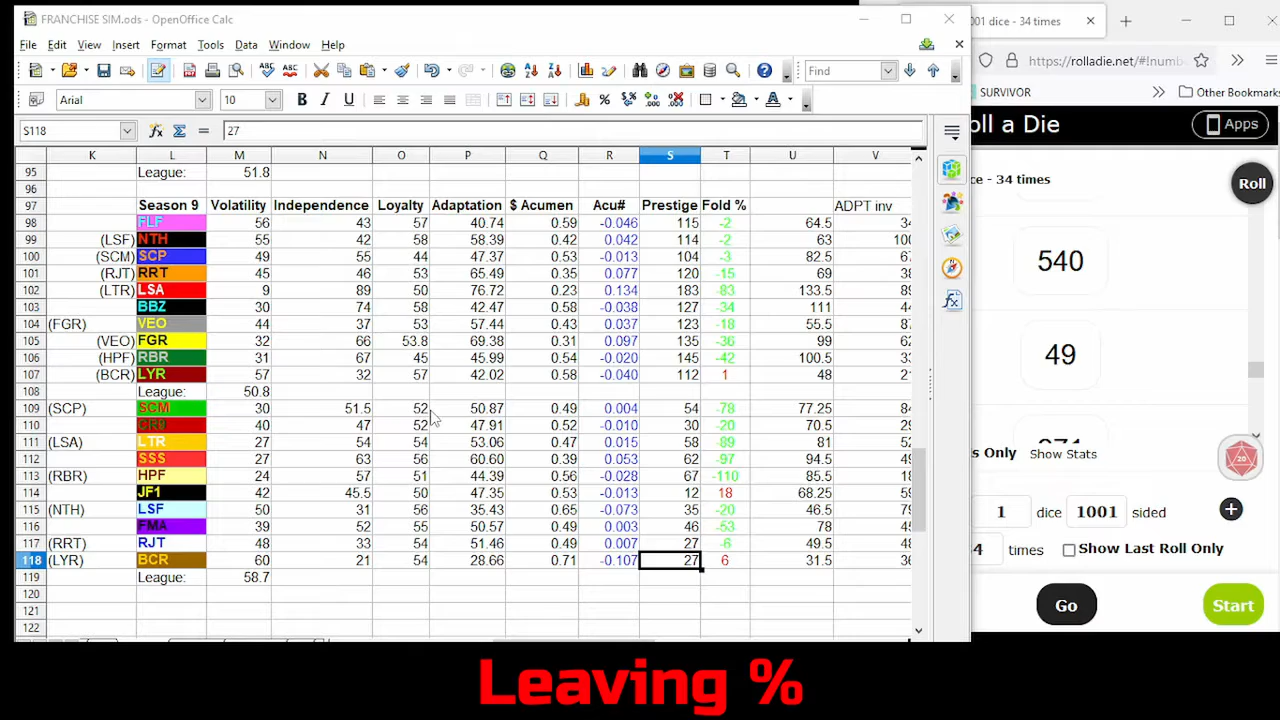 FRANCHISE SIM.ods - OpenOffice Calc
File Edit View Insert Format Tools Data Window Help
Find
Arial 10 B I U
S118 27
K L M N O P Q R S T U V
95 League: 51.8
96
97 Season 9 Volatility Independence Loyalty Adaptation $ Acumen Acu# Prestige Fold % ADPT inv
98 FLF 56 43 57 40.74 0.59 -0.046 115 -2 64.5 34
99 (LSF) NTH 55 42 58 58.39 0.42 0.042 114 -2 63 100
100 (SCM) SCP 49 55 44 47.37 0.53 -0.013 104 -3 82.5
101 (RJT) RRT 45 46 53 65.49 0.35 0.077 120 -15 69
102 (LTR) LSA 9 89 50 76.72 0.23 0.134 183 -83 133.5
103 BBZ 30 74 58 42.47 0.58 -0.038 127 -34 111 44
104 (FGR) VEO 44 37 53 57.44 0.43 0.037 123 -18 55.5 87
105 (VEO) FGR 32 66 53.8 69.38 0.31 0.097 135 -36 99 62
106 (HPF) RBR 31 67 45 45.99 0.54 -0.020 145 -42 100.5
107 (BCR) LYR 57 32 57 42.02 0.58 -0.040 112 1 48
108 League: 50.8
109 (SCP) SCM 30 51.5 52 50.87 0.49 0.004 54 -78 77.25 84
110 CR9 40 47 52 47.91 0.52 -0.010 30 -20 70.5
111 (LSA) LTR 27 54 54 53.06 0.47 0.015 58 -89 81 52
112 SSS 27 63 56 60.60 0.39 0.053 62 -97 94.5
113 (RBR) HPF 24 57 51 44.39 0.56 -0.028 67 -110 85.5 18
114 JF1 42 45.5 50 47.35 0.53 -0.013 12 18 68.25
115 (NTH) LSF 50 31 56 35.43 0.65 -0.073 35 -20 46.5
116 FMA 39 52 55 50.57 0.49 0.003 46 -53 78
117 (RRT) RJT 48 33 54 51.46 0.49 0.007 27 -6 49.5 48
118 (LYR) BCR 60 21 54 28.66 0.71 -0.107 27 6 31.5
119 League: 58.7
120
121
122
001 dice - 34 times
https://rolladie.net/#!numb
SURVIVOR Other Bookmarks
oll a Die Apps
ce - 34 times
Roll
540
49
s Only Show Stats
20
1 dice 1001 sided
4 times Show Last Roll Only
Go Start
Leaving %